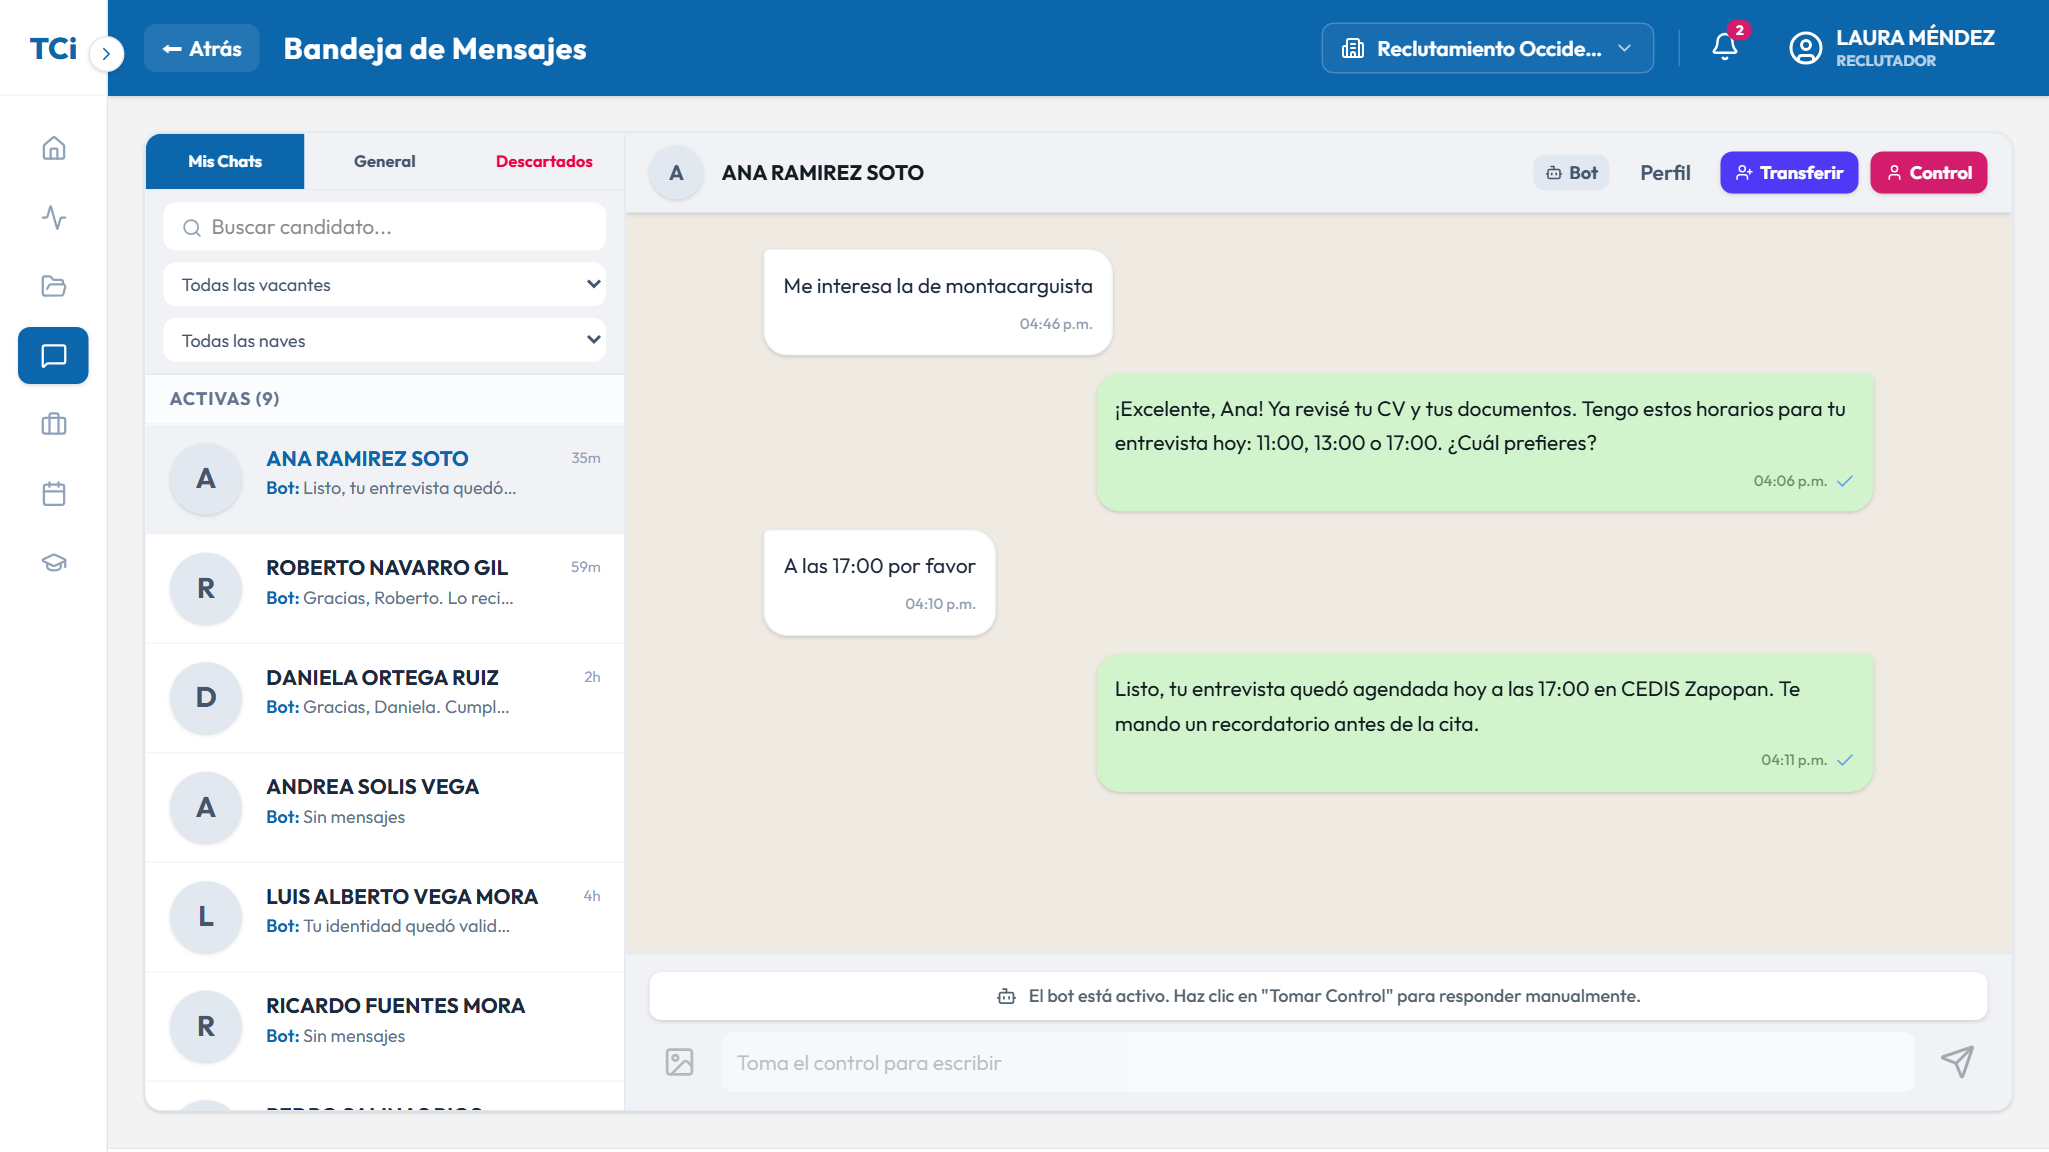 TCi
← Atrás
Bandeja de Mensajes
Reclutamiento Occide...
2
LAURA MÉNDEZ
RECLUTADOR
Mis Chats
General
Descartados
Buscar candidato...
Todas las vacantes
Todas las naves
ACTIVAS (9)
A
ANA RAMIREZ SOTO
35m
Bot: Listo, tu entrevista quedó...
R
ROBERTO NAVARRO GIL
59m
Bot: Gracias, Roberto. Lo reci...
D
DANIELA ORTEGA RUIZ
2h
Bot: Gracias, Daniela. Cumpl...
A
ANDREA SOLIS VEGA
Bot: Sin mensajes
L
LUIS ALBERTO VEGA MORA
4h
Bot: Tu identidad quedó valid...
R
RICARDO FUENTES MORA
Bot: Sin mensajes
A
ANA RAMIREZ SOTO
Bot
Perfil
Transferir
Control
Me interesa la de montacarguista
04:46 p.m.
¡Excelente, Ana! Ya revisé tu CV y tus documentos. Tengo estos horarios para tu
entrevista hoy: 11:00, 13:00 o 17:00. ¿Cuál prefieres?
04:06 p.m.
A las 17:00 por favor
04:10 p.m.
Listo, tu entrevista quedó agendada hoy a las 17:00 en CEDIS Zapopan. Te
mando un recordatorio antes de la cita.
04:11 p.m.
El bot está activo. Haz clic en "Tomar Control" para responder manualmente.
Toma el control para escribir